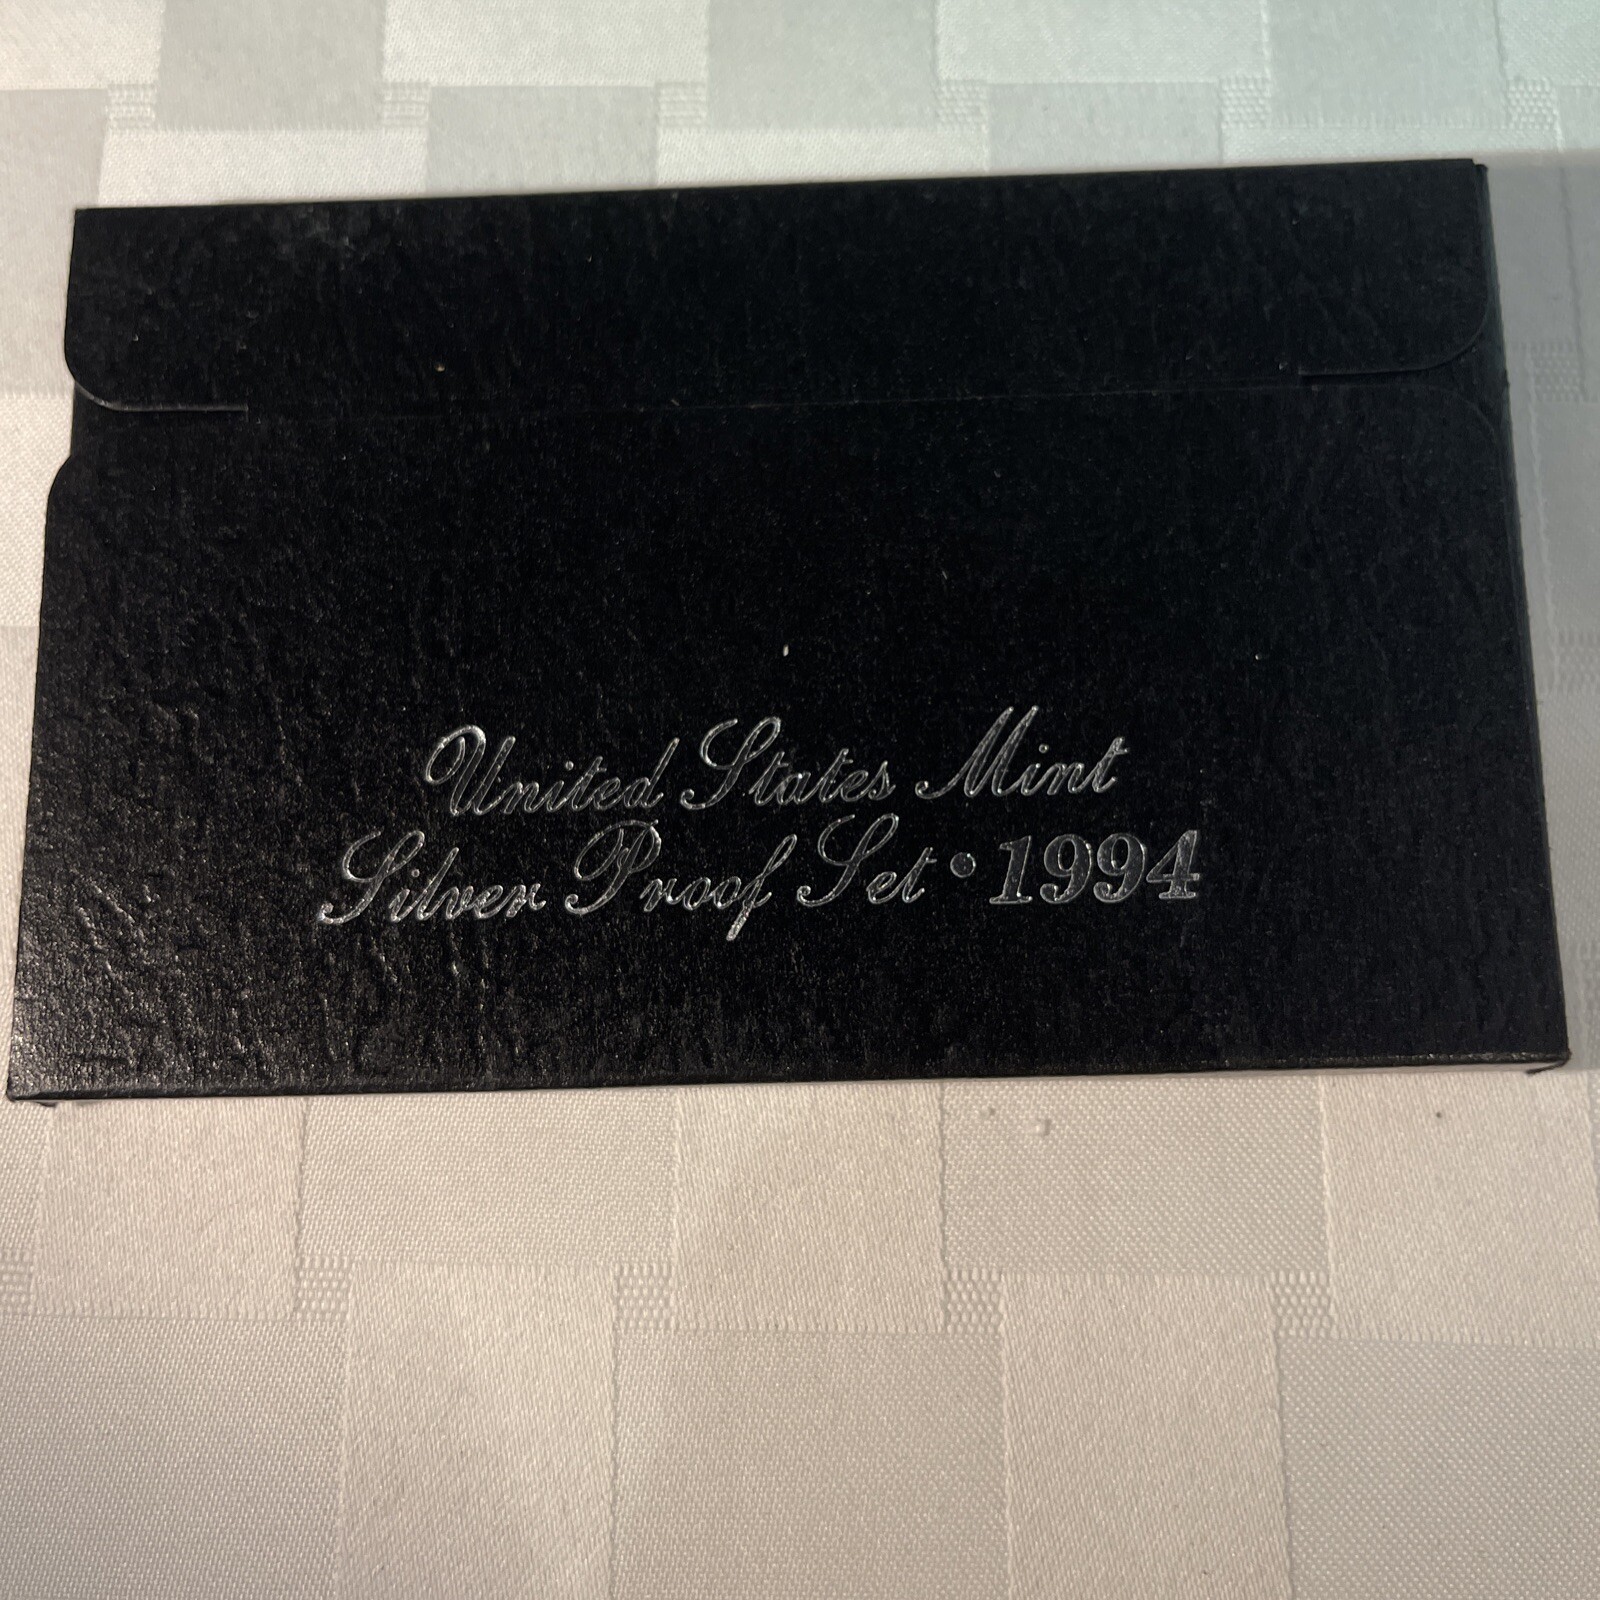 United States Mint
Silver Proof Set • 1994